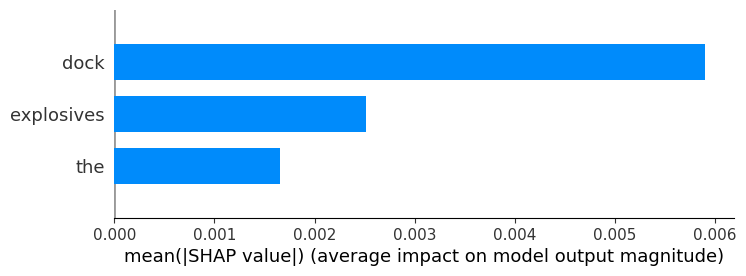 dock
explosives
the
0.000 0.001 0.002 0.003 0.004 0.005 0.006
mean(|SHAP value|) (average impact on model output magnitude)